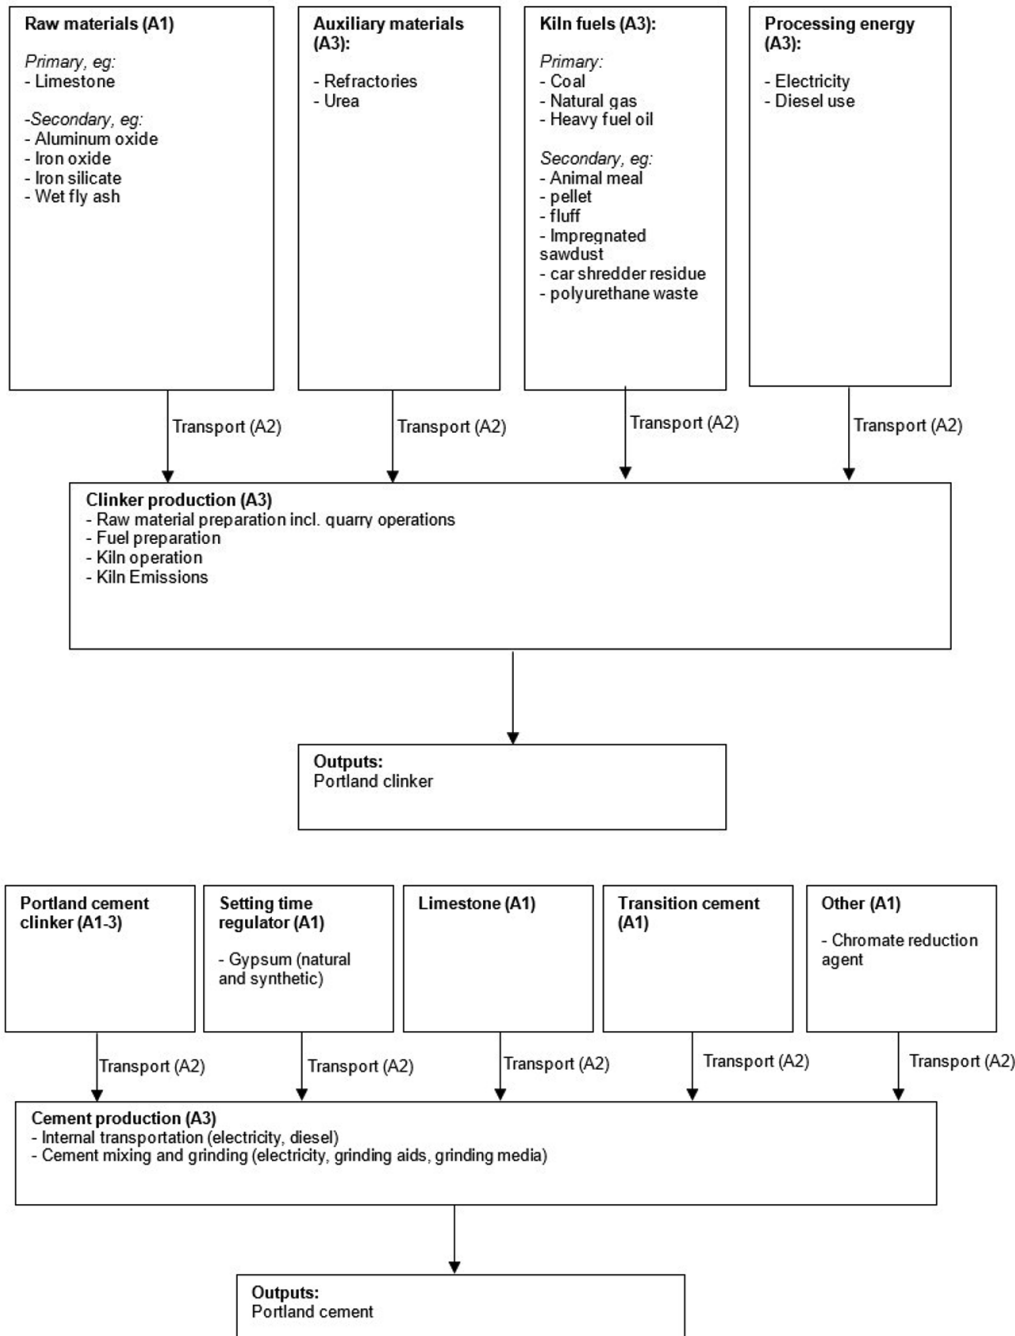 Raw materials (A1)
Primary, eg:
- Limestone
-Secondary, eg:
- Aluminum oxide
- Iron oxide
- Iron silicate
- Wet fly ash
Auxiliary materials
(A3):
- Refractories
- Urea
Kiln fuels (A3):
Primary:
- Coal
- Natural gas
- Heavy fuel oil
Secondary, eg:
- Animal meal
- pellet
- fluff
- Impregnated
sawdust
- car shredder residue
- polyurethane waste
Processing energy
(A3):
- Electricity
- Diesel use
Transport (A2)
Transport (A2)
Transport (A2)
Transport (A2)
Clinker production (A3)
- Raw material preparation incl. quarry operations
- Fuel preparation
- Kiln operation
- Kiln Emissions
Outputs:
Portland clinker
Portland cement
clinker (A1-3)
Setting time
regulator (A1)
- Gypsum (natural
and synthetic)
Limestone (A1)
Transition cement
(A1)
Other (A1)
- Chromate reduction
agent
Transport (A2)
Transport (A2)
Transport (A2)
Transport (A2)
Transport (A2)
Cement production (A3)
- Internal transportation (electricity, diesel)
- Cement mixing and grinding (electricity, grinding aids, grinding media)
Outputs:
Portland cement